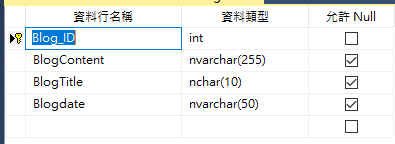 資料行名稱 資料類型 允許 Null
Blog_ID int
BlogContent nvarchar(255)
BlogTitle nchar(10)
Blogdate nvarchar(50)